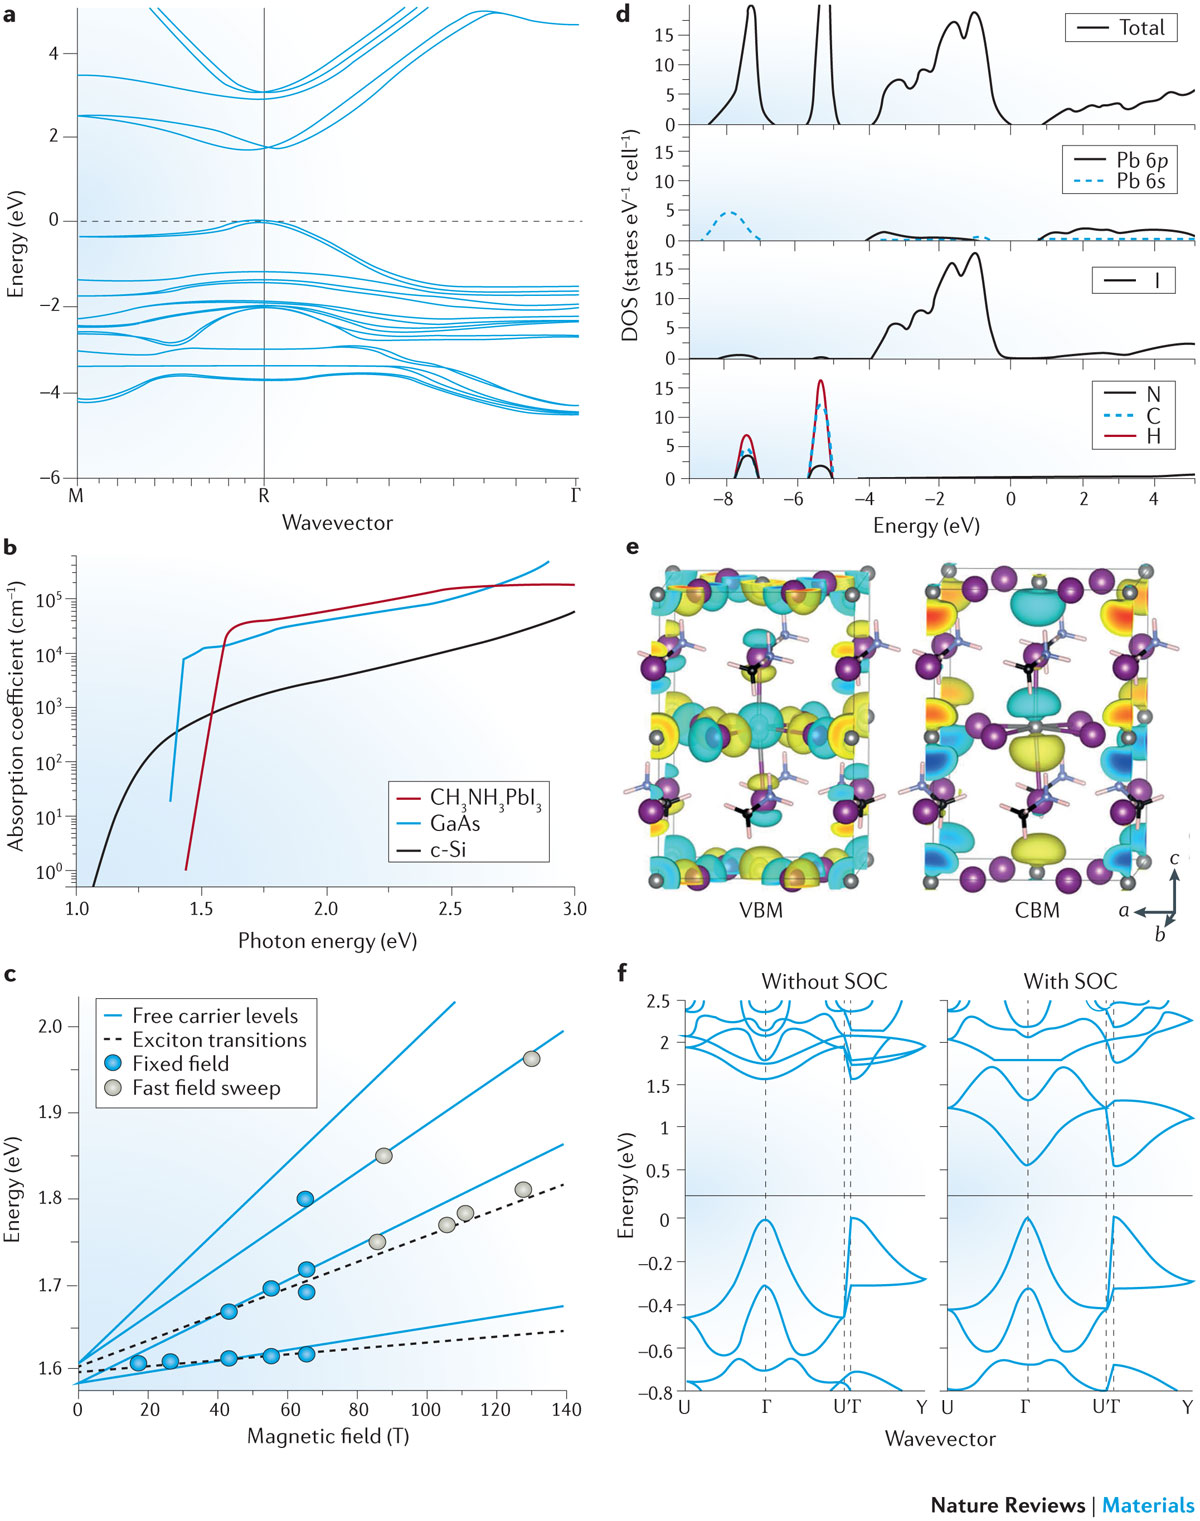 a
4
2
0
−2
−4
−6
Energy (eV)
M
R
Γ
Wavevector
b
10⁵
10⁴
10³
10²
10¹
10⁰
Absorption coefficient (cm⁻¹)
CH₃NH₃PbI₃
GaAs
c-Si
1.0
1.5
2.0
2.5
3.0
Photon energy (eV)
c
Free carrier levels
Exciton transitions
Fixed field
Fast field sweep
2.0
1.9
1.8
1.7
1.6
Energy (eV)
0
20
40
60
80
100
120
140
Magnetic field (T)
d
Total
15
10
5
0
Pb 6p
Pb 6s
15
10
5
0
I
15
10
5
0
N
C
H
15
10
5
0
DOS (states eV⁻¹ cell⁻¹)
−8
−6
−4
−2
0
2
4
Energy (eV)
e
VBM
CBM
c
a
b
f
Without SOC
With SOC
2.5
2
1.5
1
0.5
0
−0.2
−0.4
−0.6
−0.8
Energy (eV)
U
Γ
U′Γ
Y
U
Γ
U′Γ
Y
Wavevector
Nature Reviews | Materials